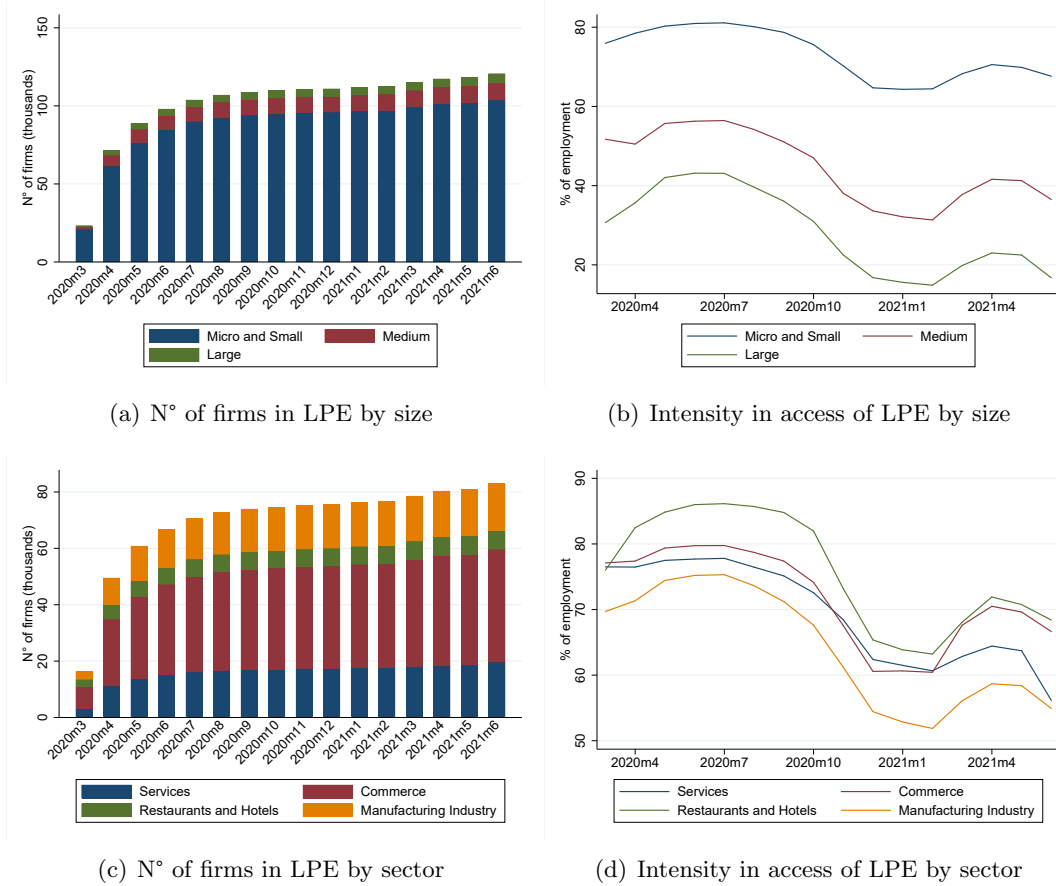 N° of firms (thousands)
150
100
50
0
2020m3
2020m4
2020m5
2020m6
2020m7
2020m8
2020m9
2020m10
2020m11
2020m12
2021m1
2021m2
2021m3
2021m4
2021m5
2021m6
Micro and Small
Medium
Large
(a) N° of firms in LPE by size
% of employment
80
60
40
20
2020m4
2020m7
2020m10
2021m1
2021m4
Micro and Small
Medium
Large
(b) Intensity in access of LPE by size
N° of firms (thousands)
80
60
40
20
0
2020m3
2020m4
2020m5
2020m6
2020m7
2020m8
2020m9
2020m10
2020m11
2020m12
2021m1
2021m2
2021m3
2021m4
2021m5
2021m6
Services
Commerce
Restaurants and Hotels
Manufacturing Industry
(c) N° of firms in LPE by sector
% of employment
90
80
70
60
50
2020m4
2020m7
2020m10
2021m1
2021m4
Services
Commerce
Restaurants and Hotels
Manufacturing Industry
(d) Intensity in access of LPE by sector